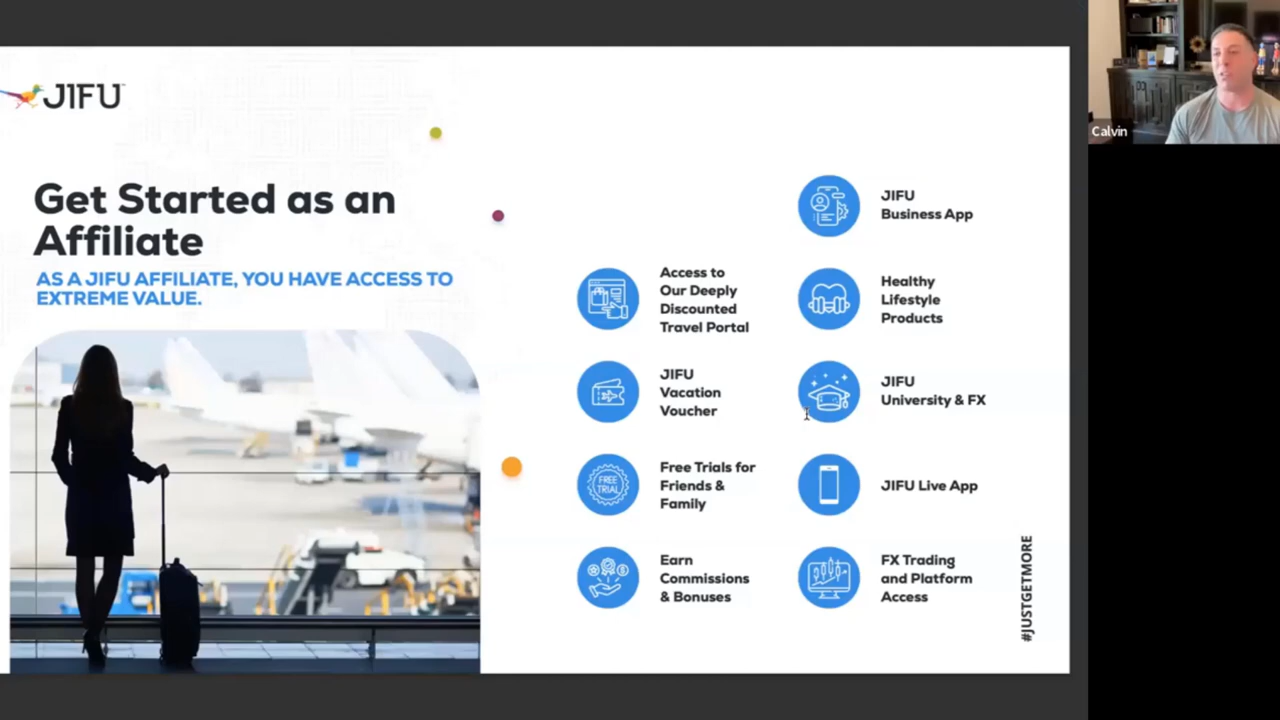 JIFU
Get Started as an
Affiliate
AS A JIFU AFFILIATE, YOU HAVE ACCESS TO
EXTREME VALUE.
Access to
Our Deeply
Discounted
Travel Portal
JIFU
Vacation
Voucher
FREE
TRIAL
Free Trials for
Friends &
Family
Earn
Commissions
& Bonuses
JIFU
Business App
Healthy
Lifestyle
Products
JIFU
University & FX
JIFU Live App
FX Trading
and Platform
Access
#JUSTGETMORE
Calvin